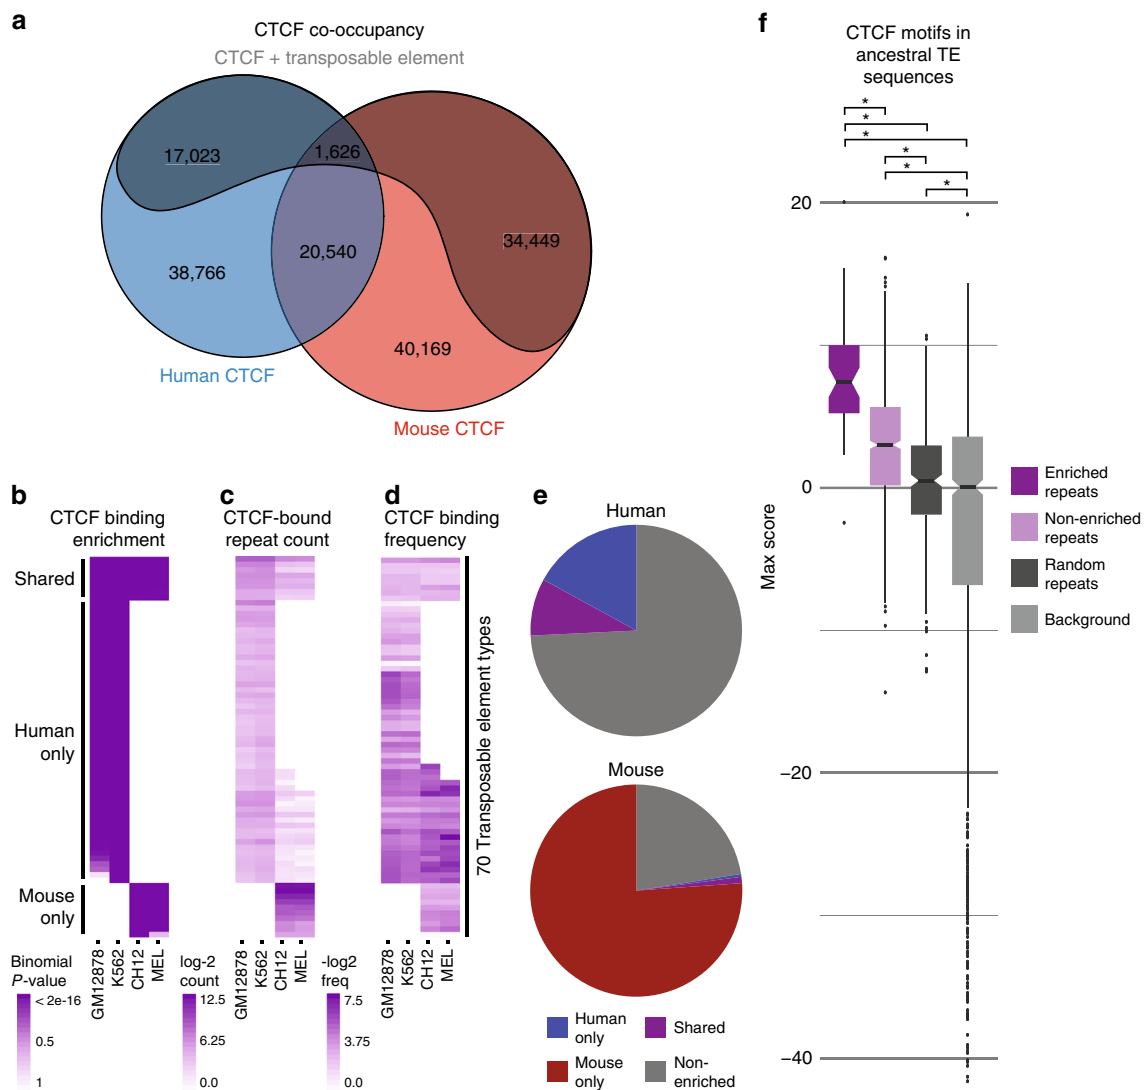 a
CTCF co-occupancy
CTCF + transposable element
17,023
1,626
34,449
20,540
38,766
40,169
Human CTCF
Mouse CTCF
b
CTCF binding
enrichment
Shared
Human
only
Mouse
only
GM12878
K562
CH12
MEL
Binomial
P-value
< 2e-16
0.5
1
c
CTCF-bound
repeat count
GM12878
K562
CH12
MEL
log-2
count
12.5
6.25
0.0
d
CTCF binding
frequency
70 Transposable element types
GM12878
K562
CH12
MEL
-log2
freq
7.5
3.75
0.0
e
Human
Mouse
Human
only
Shared
Mouse
only
Non-
enriched
f
CTCF motifs in
ancestral TE
sequences
*
*
*
*
*
*
20
0
−20
−40
Max score
Enriched
repeats
Non-enriched
repeats
Random
repeats
Background